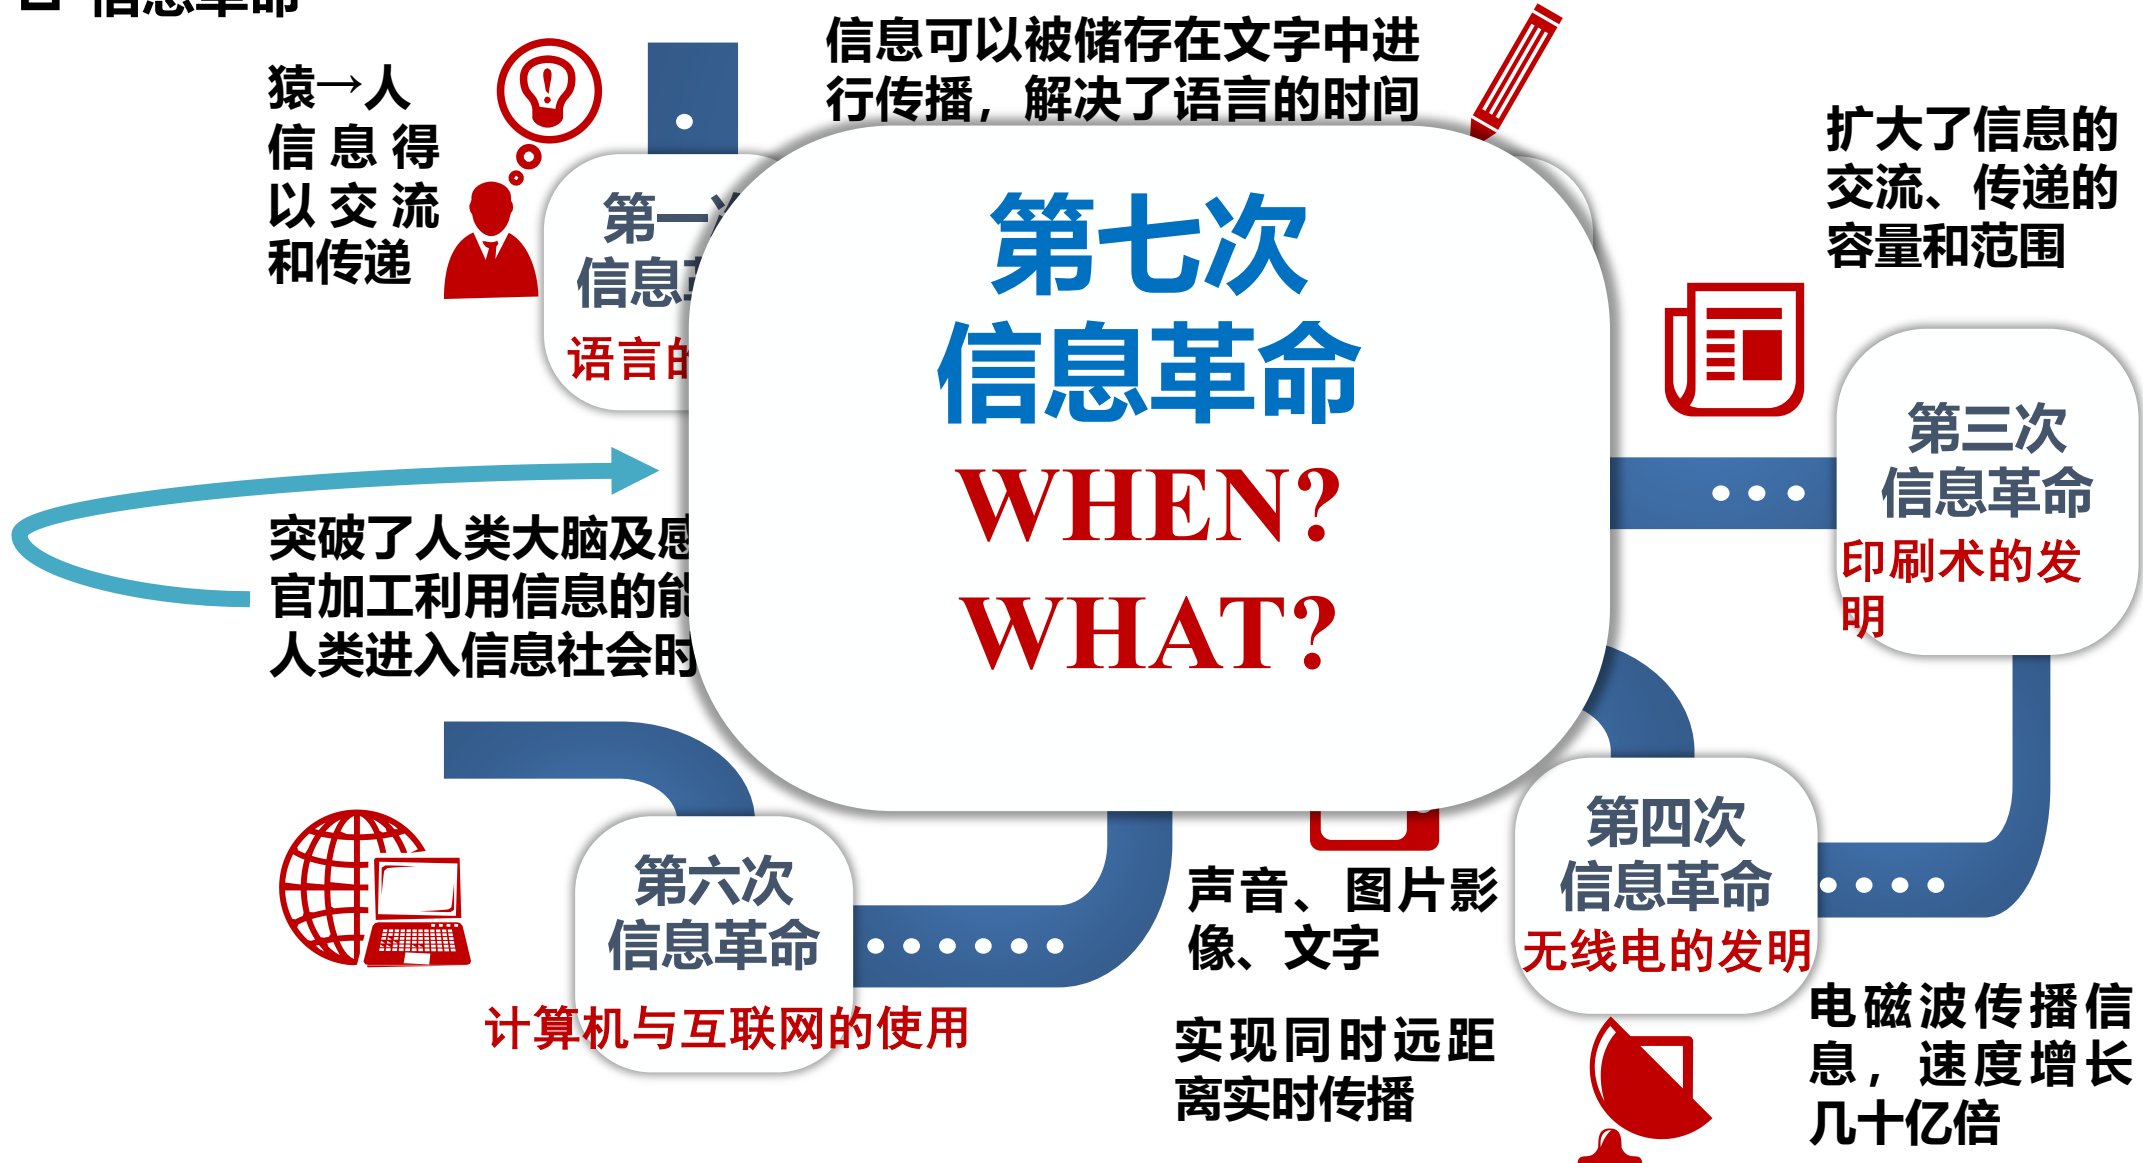 信息革命
猿→人
信息得
以交流
和传递
信息可以被储存在文字中进
行传播，解决了语言的时间
扩大了信息的
交流、传递的
容量和范围
第一次
信息革
语言的
第七次
信息革命
WHEN?
WHAT?
第三次
信息革命
印刷术的发
明
突破了人类大脑及感
官加工利用信息的能
人类进入信息社会时
第四次
信息革命
无线电的发明
第六次
信息革命
计算机与互联网的使用
声音、图片影
像、文字
实现同时远距
离实时传播
电磁波传播信
息，速度增长
几十亿倍